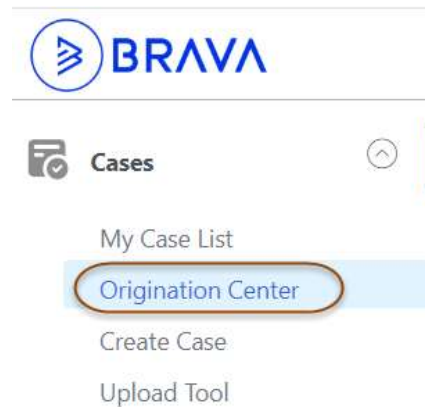 BRAVA
Cases
My Case List
Origination Center
Create Case
Upload Tool